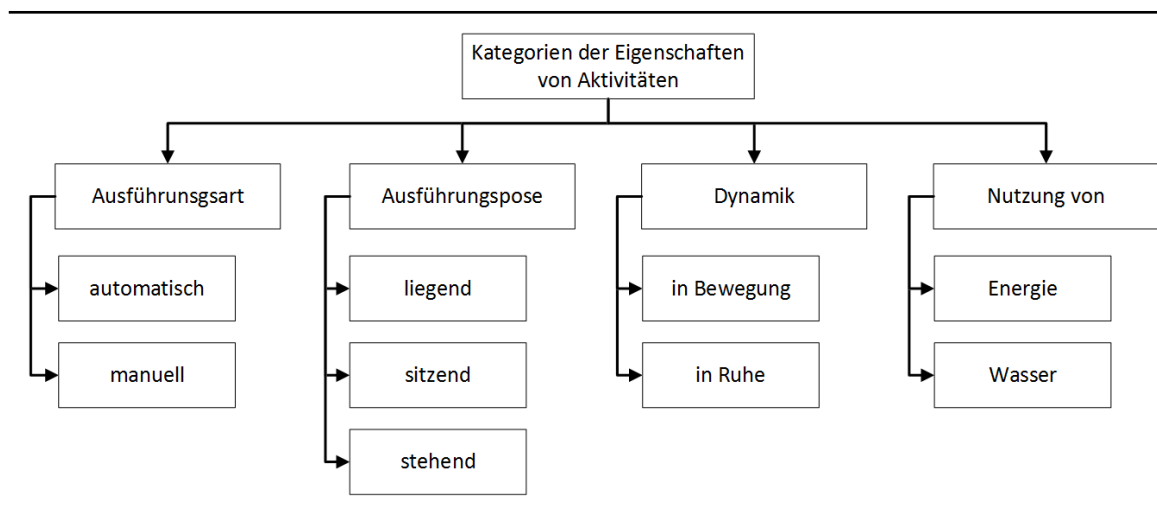 Kategorien der Eigenschaften
von Aktivitäten
Ausführunsgsart
automatisch
manuell
Ausführungspose
liegend
sitzend
stehend
Dynamik
in Bewegung
in Ruhe
Nutzung von
Energie
Wasser